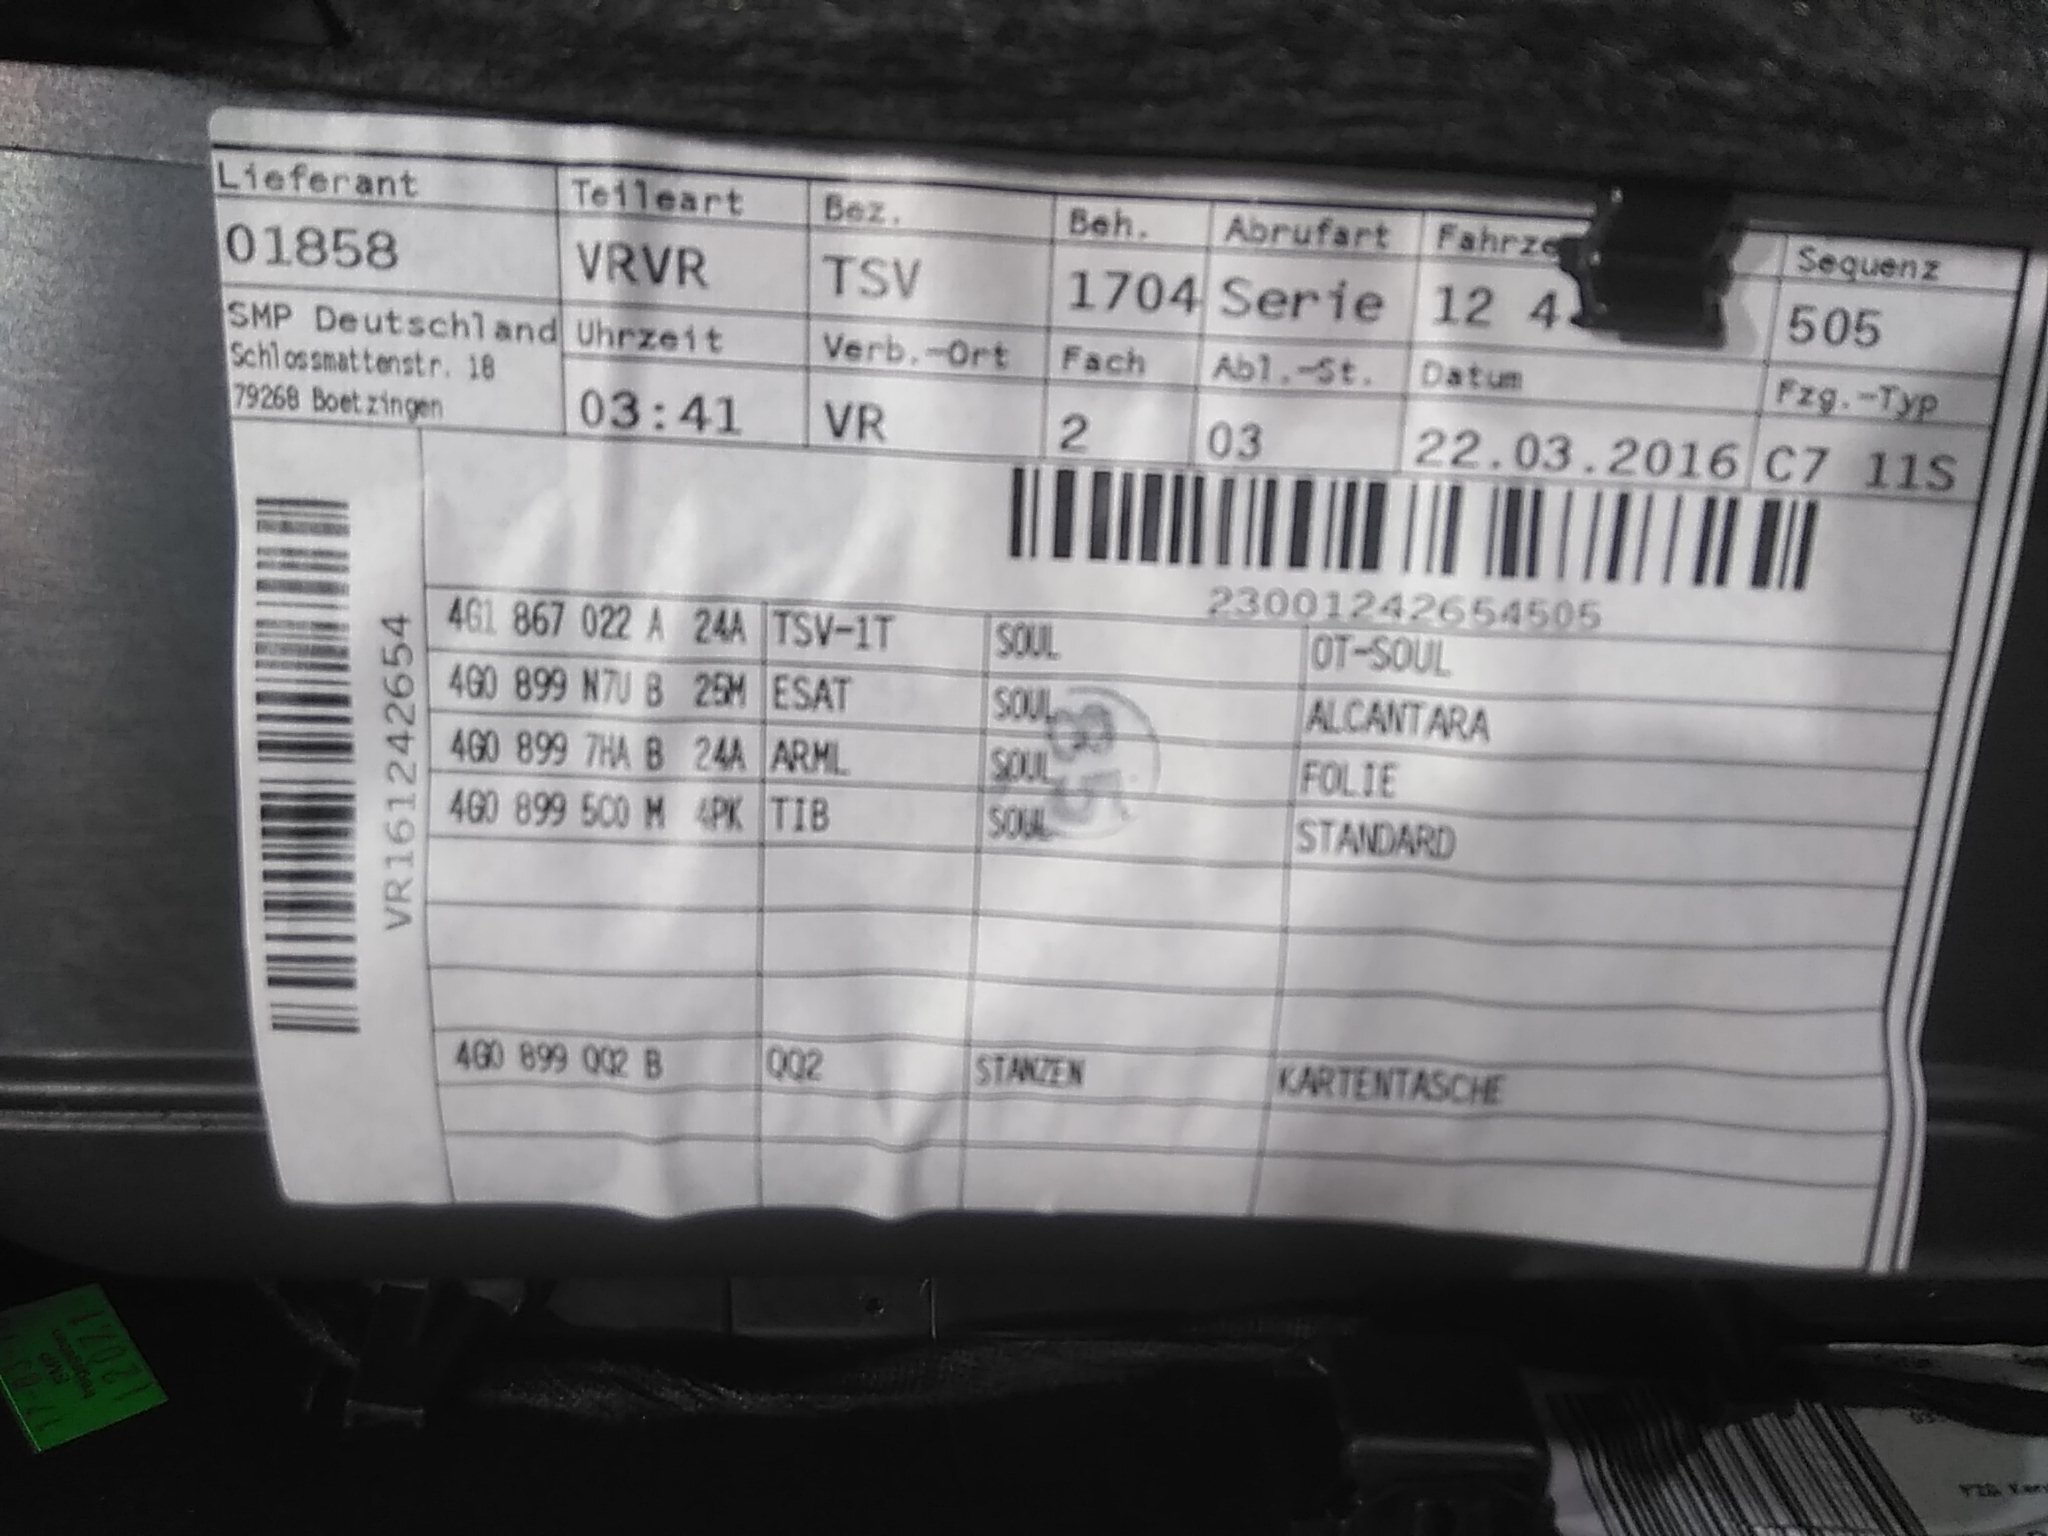 Lieferant Teileart Bez. Beh. Abrufart Fahrze Sequenz
01858 VRVR TSV 1704 Serie 12 4 505
SMP Deutschland Uhrzeit Verb.-Ort Fach Abl.-St. Datum Fzg.-Typ
Schlossmattenstr. 18
79268 Boetzingen
03:41 VR 2 03 22.03.2016 C7 11S
23001242654505
VR161242654
4G1 867 022 A 24A TSV-1T SOUL OT-SOUL
4G0 899 N7U B 25M ESAT SOUL ALCANTARA
4G0 899 7HA B 24A ARML SOUL FOLIE
4G0 899 5C0 M 4PK TIB SOUL STANDARD
4G0 899 QQ2 B QQ2 STANZEN KARTENTASCHE